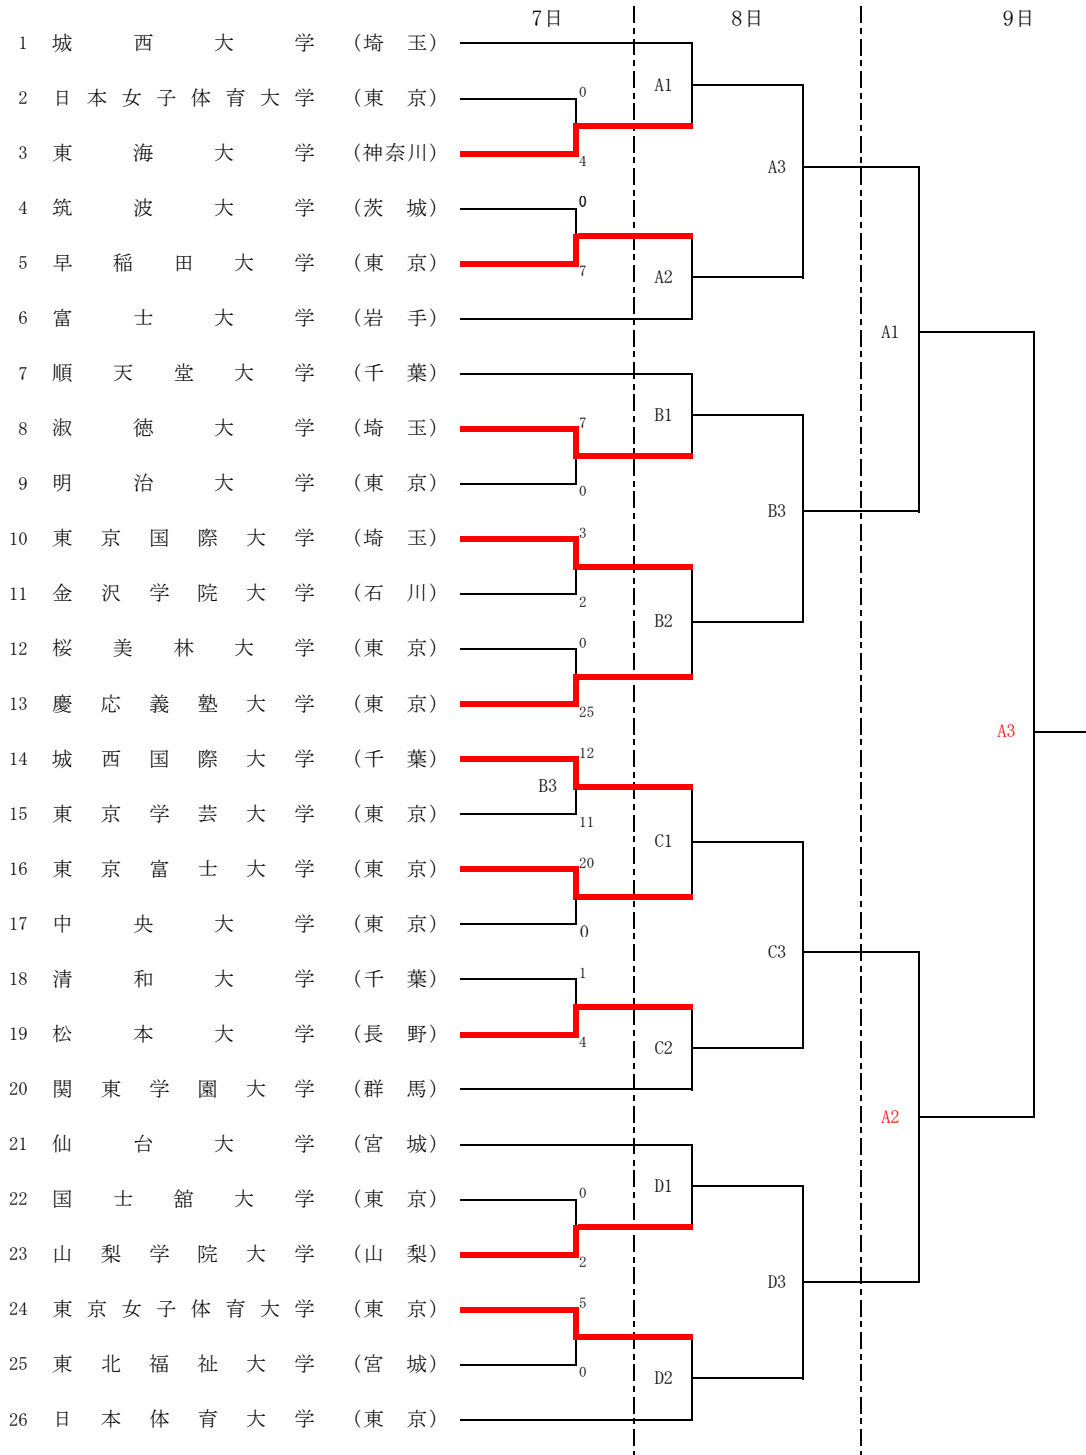 7日 8日 9日
1 城西大学 (埼玉)
A1
2 日本女子体育大学 (東京) 0
3 東海大学 (神奈川) 4
A3
4 筑波大学 (茨城) 0
5 早稲田大学 (東京) 7
A2
6 富士大学 (岩手)
A1
7 順天堂大学 (千葉)
B1
8 淑徳大学 (埼玉) 7
9 明治大学 (東京) 0
B3
10 東京国際大学 (埼玉) 3
11 金沢学院大学 (石川) 2
B2
12 桜美林大学 (東京) 0
13 慶応義塾大学 (東京) 25
A3
14 城西国際大学 (千葉) 12
B3
15 東京学芸大学 (東京) 11
C1
16 東京富士大学 (東京) 20
17 中央大学 (東京) 0
C3
18 清和大学 (千葉) 1
19 松本大学 (長野) 4
C2
20 関東学園大学 (群馬)
A2
21 仙台大学 (宮城)
D1
22 国士舘大学 (東京) 0
23 山梨学院大学 (山梨) 2
D3
24 東京女子体育大学 (東京) 5
25 東北福祉大学 (宮城) 0
D2
26 日本体育大学 (東京)